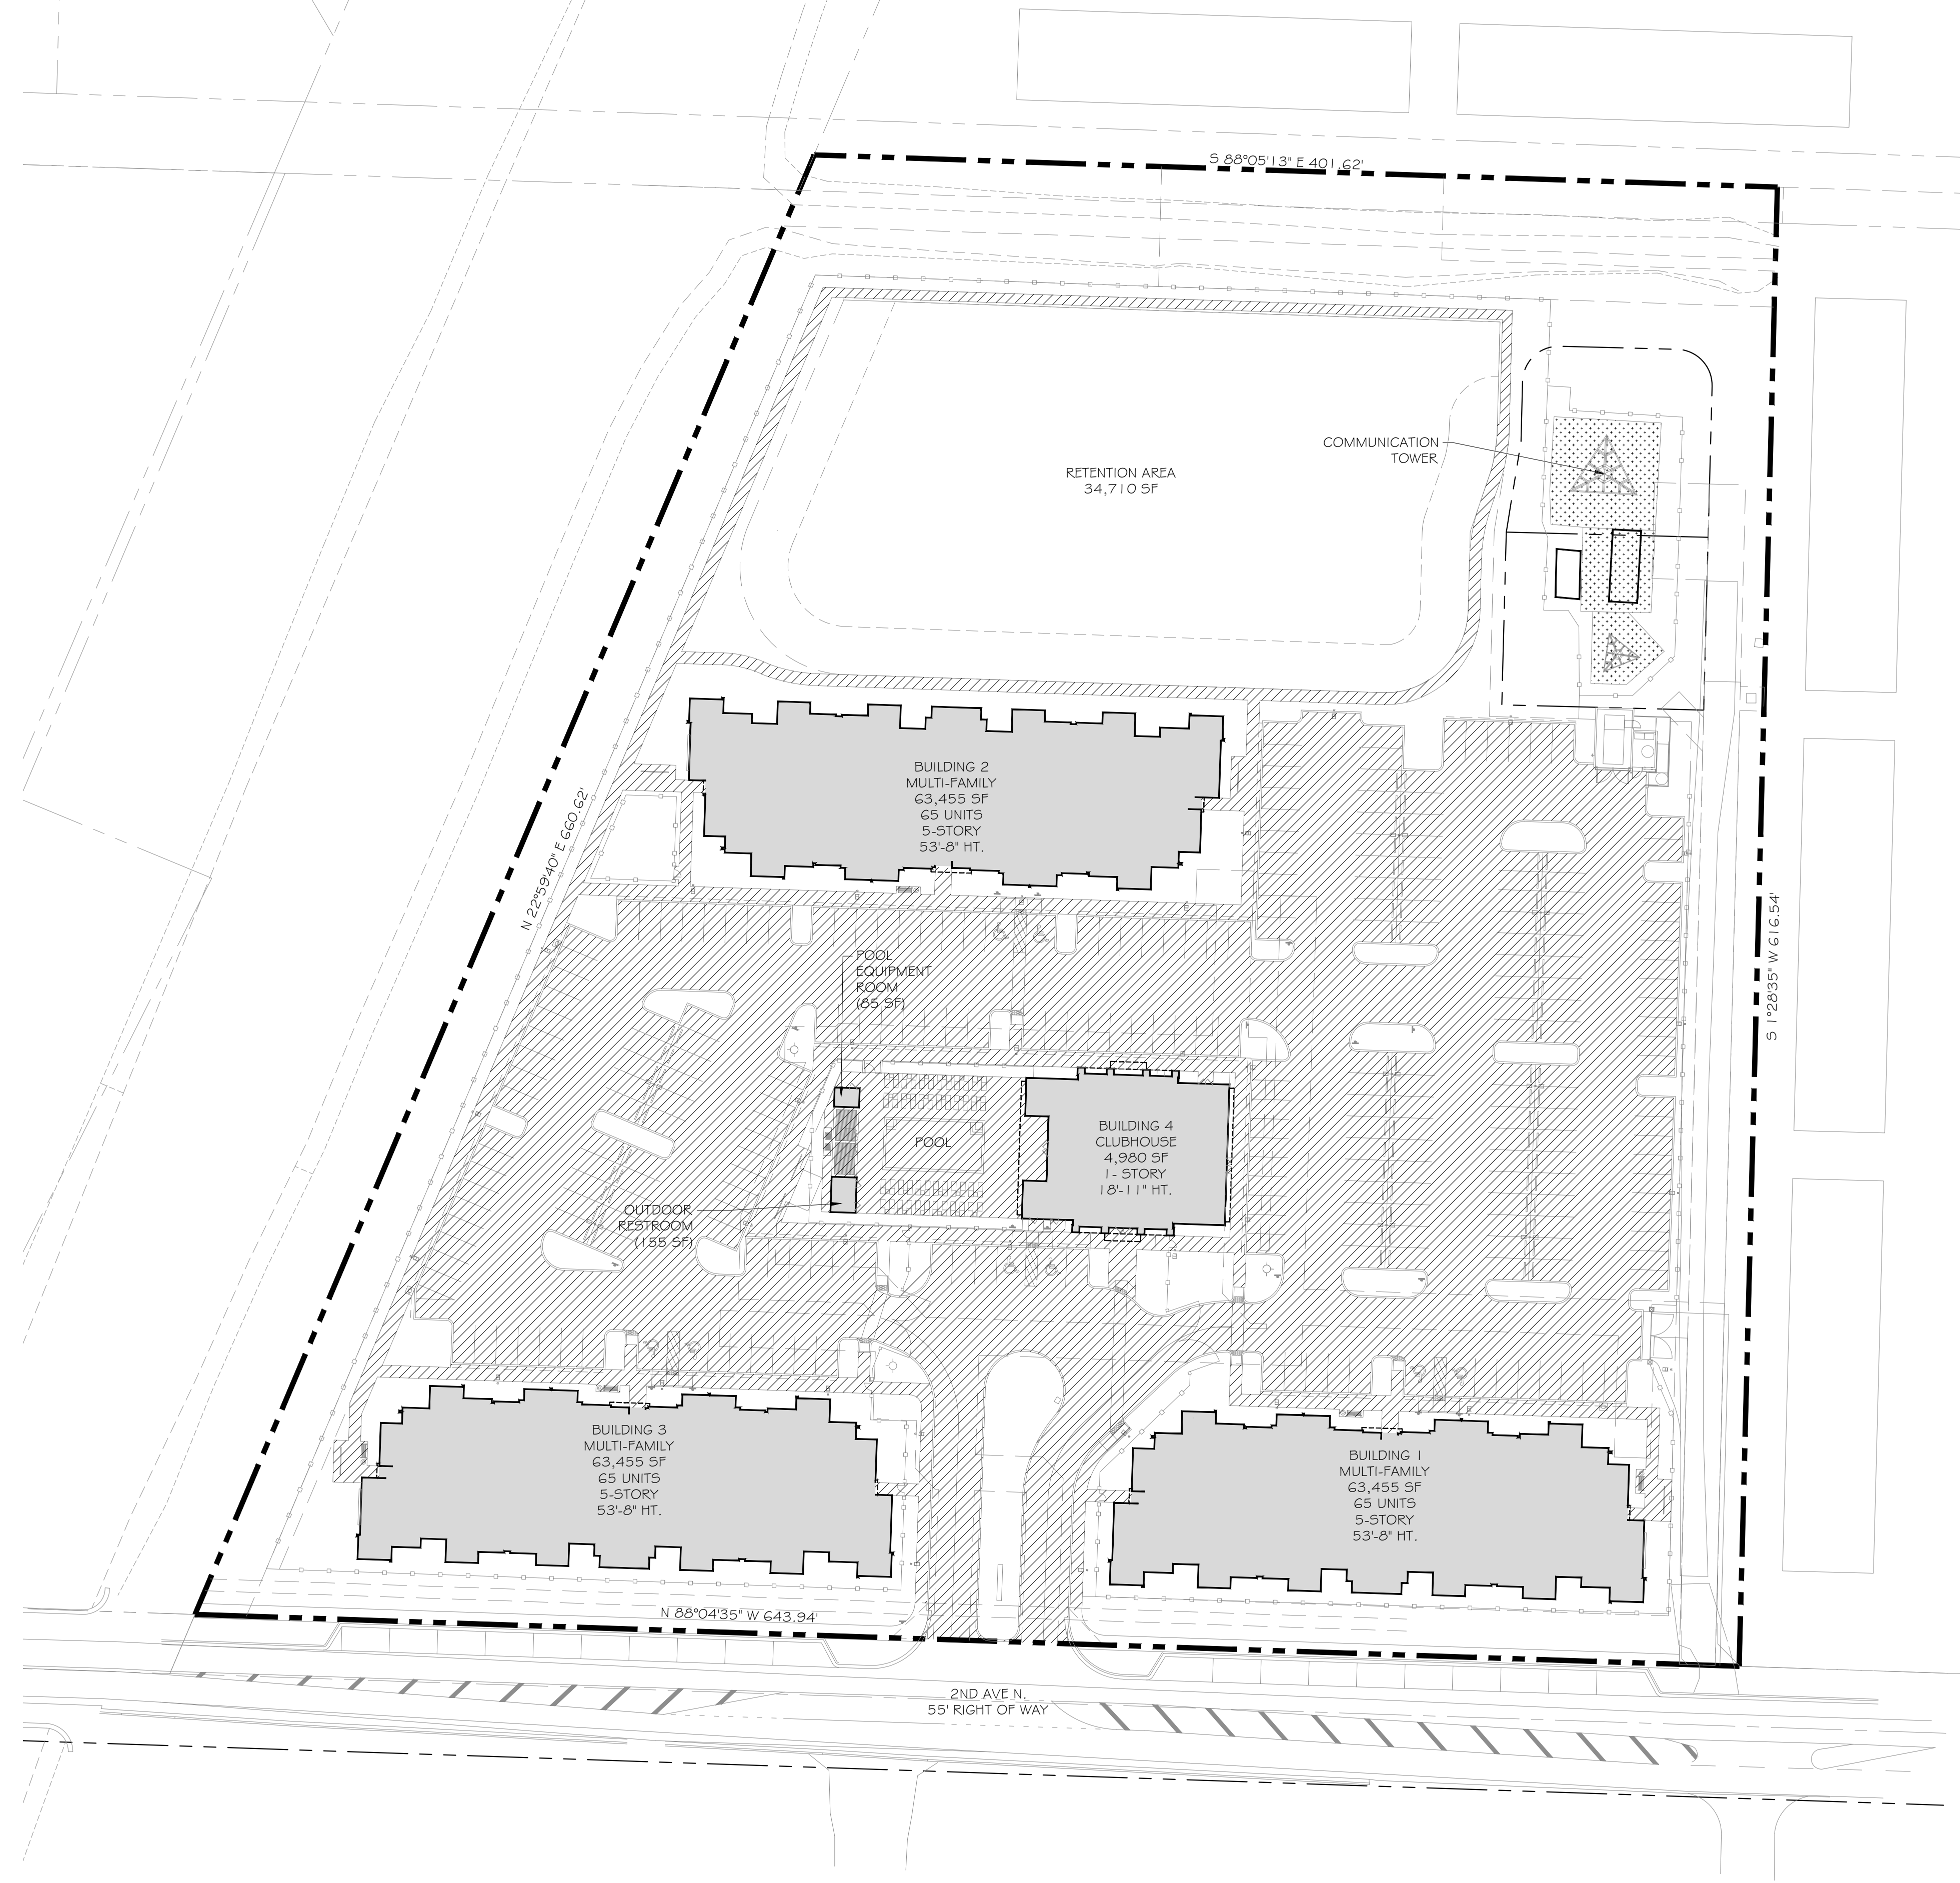 S 88°05'13" E 401.62'
COMMUNICATION
TOWER
RETENTION AREA
34,710 SF
BUILDING 2
MULTI-FAMILY
63,455 SF
65 UNITS
5-STORY
53'-8" HT.
N 22°59'40" E 660.62'
S 1°28'35" W 616.54'
POOL
EQUIPMENT
ROOM
(85 SF)
POOL
BUILDING 4
CLUBHOUSE
4,980 SF
1- STORY
18'-11" HT.
OUTDOOR
RESTROOM
(155 SF)
BUILDING 3
MULTI-FAMILY
63,455 SF
65 UNITS
5-STORY
53'-8" HT.
BUILDING 1
MULTI-FAMILY
63,455 SF
65 UNITS
5-STORY
53'-8" HT.
N 88°04'35" W 643.94'
2ND AVE N.
55' RIGHT OF WAY